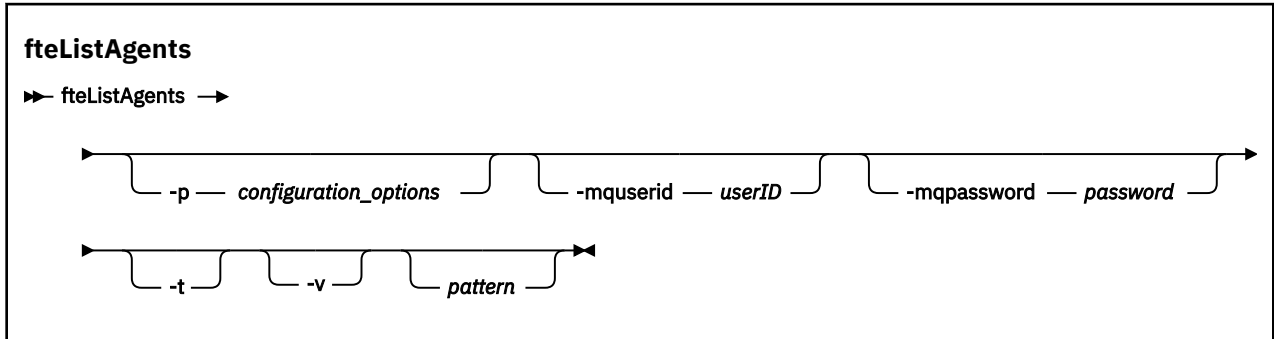 fteListAgents
fteListAgents
-p configuration_options -mquserid userID -mqpassword password
-t -v pattern